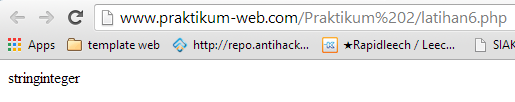 www.praktikum-web.com/Praktikum%202/latihan6.php
Apps template web http://repo.antihack... ★Rapidleech / Leec... SIAK
stringinteger